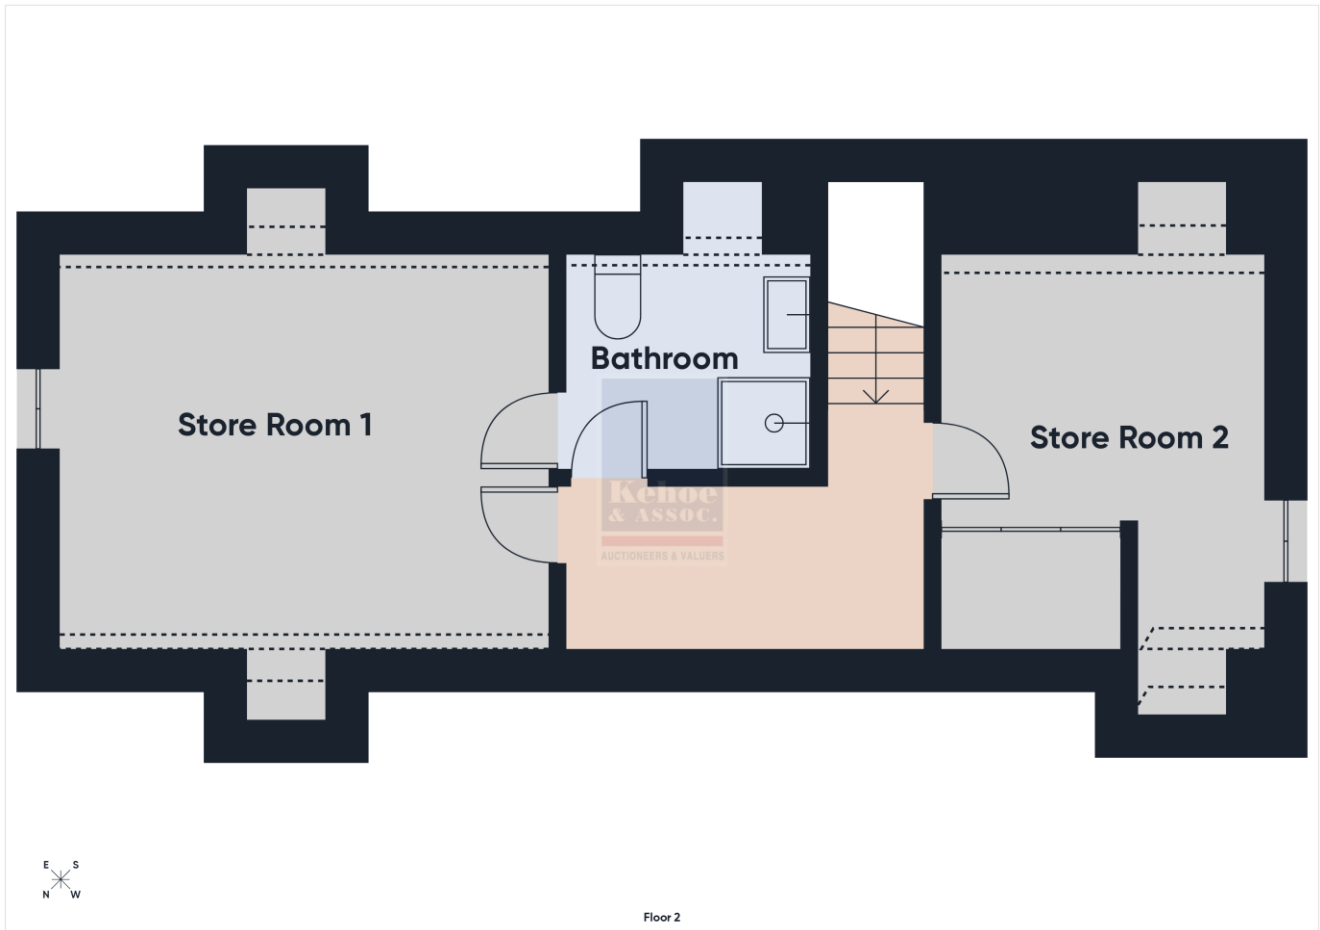 Bathroom
Store Room 1
Store Room 2
Kehoe
& ASSOC.
AUCTIONEERS & VALUERS
E S
N W
Floor 2